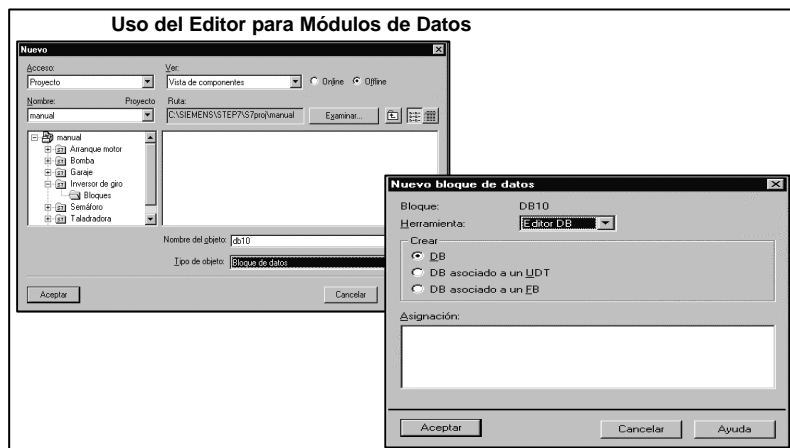 Uso del Editor para Módulos de Datos
Nuevo
Acceso:
Ver:
Proyecto
Vista de componentes
Online
Offline
Nombre:
Proyecto
Ruta:
manual
C:\SIEMENS\STEP7\S7proj\manual
Examinar...
manual
Arranque motor
Bomba
Garaje
Inversor de giro
Bloques
Semáforo
Taladradora
Nombre del objeto:
db10
Tipo de objeto:
Bloque de datos
Aceptar
Cancelar
Nuevo bloque de datos
Bloque:
DB10
Herramienta:
Editor DB
Crear
DB
DB asociado a un UDT
DB asociado a un FB
Asignación:
Aceptar
Cancelar
Ayuda